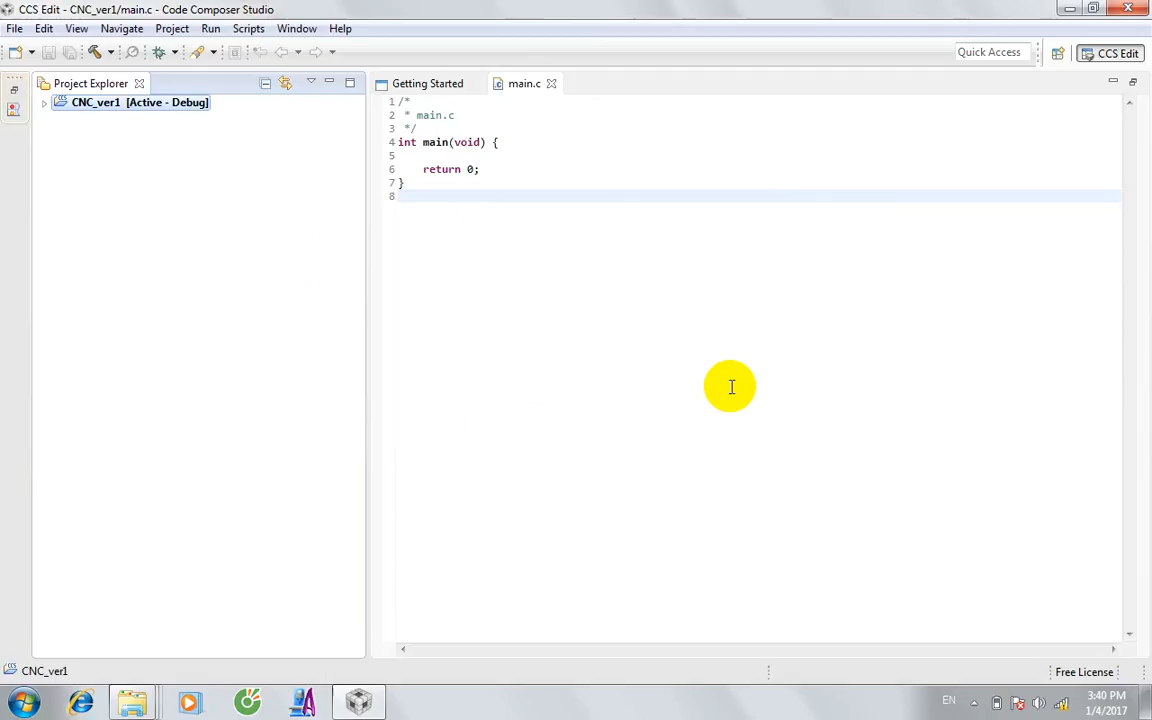 CCS Edit - CNC_ver1/main.c - Code Composer Studio
File Edit View Navigate Project Run Scripts Window Help
Quick Access
CCS Edit
Project Explorer
Getting Started
main.c
CNC_ver1 [Active - Debug]
1 /*
2 * main.c
3 */
4 int main(void) {
5
6 return 0;
7 }
8
CNC_ver1
Free License
EN
3:40 PM
1/4/2017